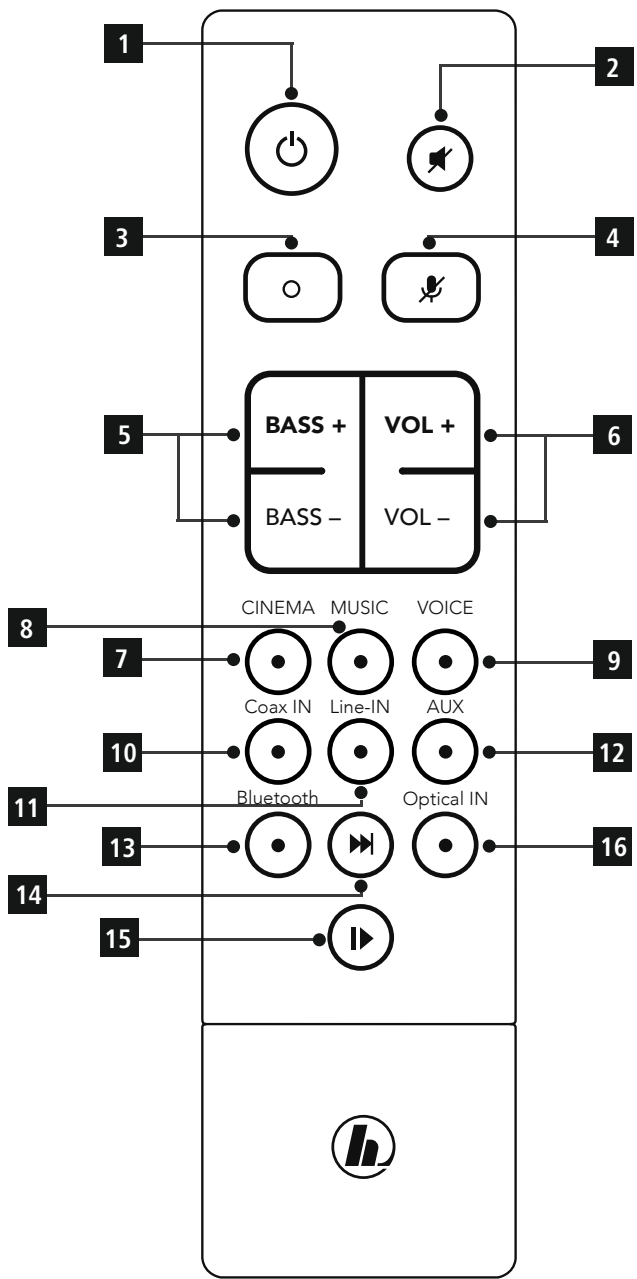 1
2
3 4
5 BASS + VOL + 6
BASS – VOL –
CINEMA MUSIC VOICE
8
7 9
Coax IN Line-IN AUX
10 12
11 Bluetooth Optical IN
13 16
14
15